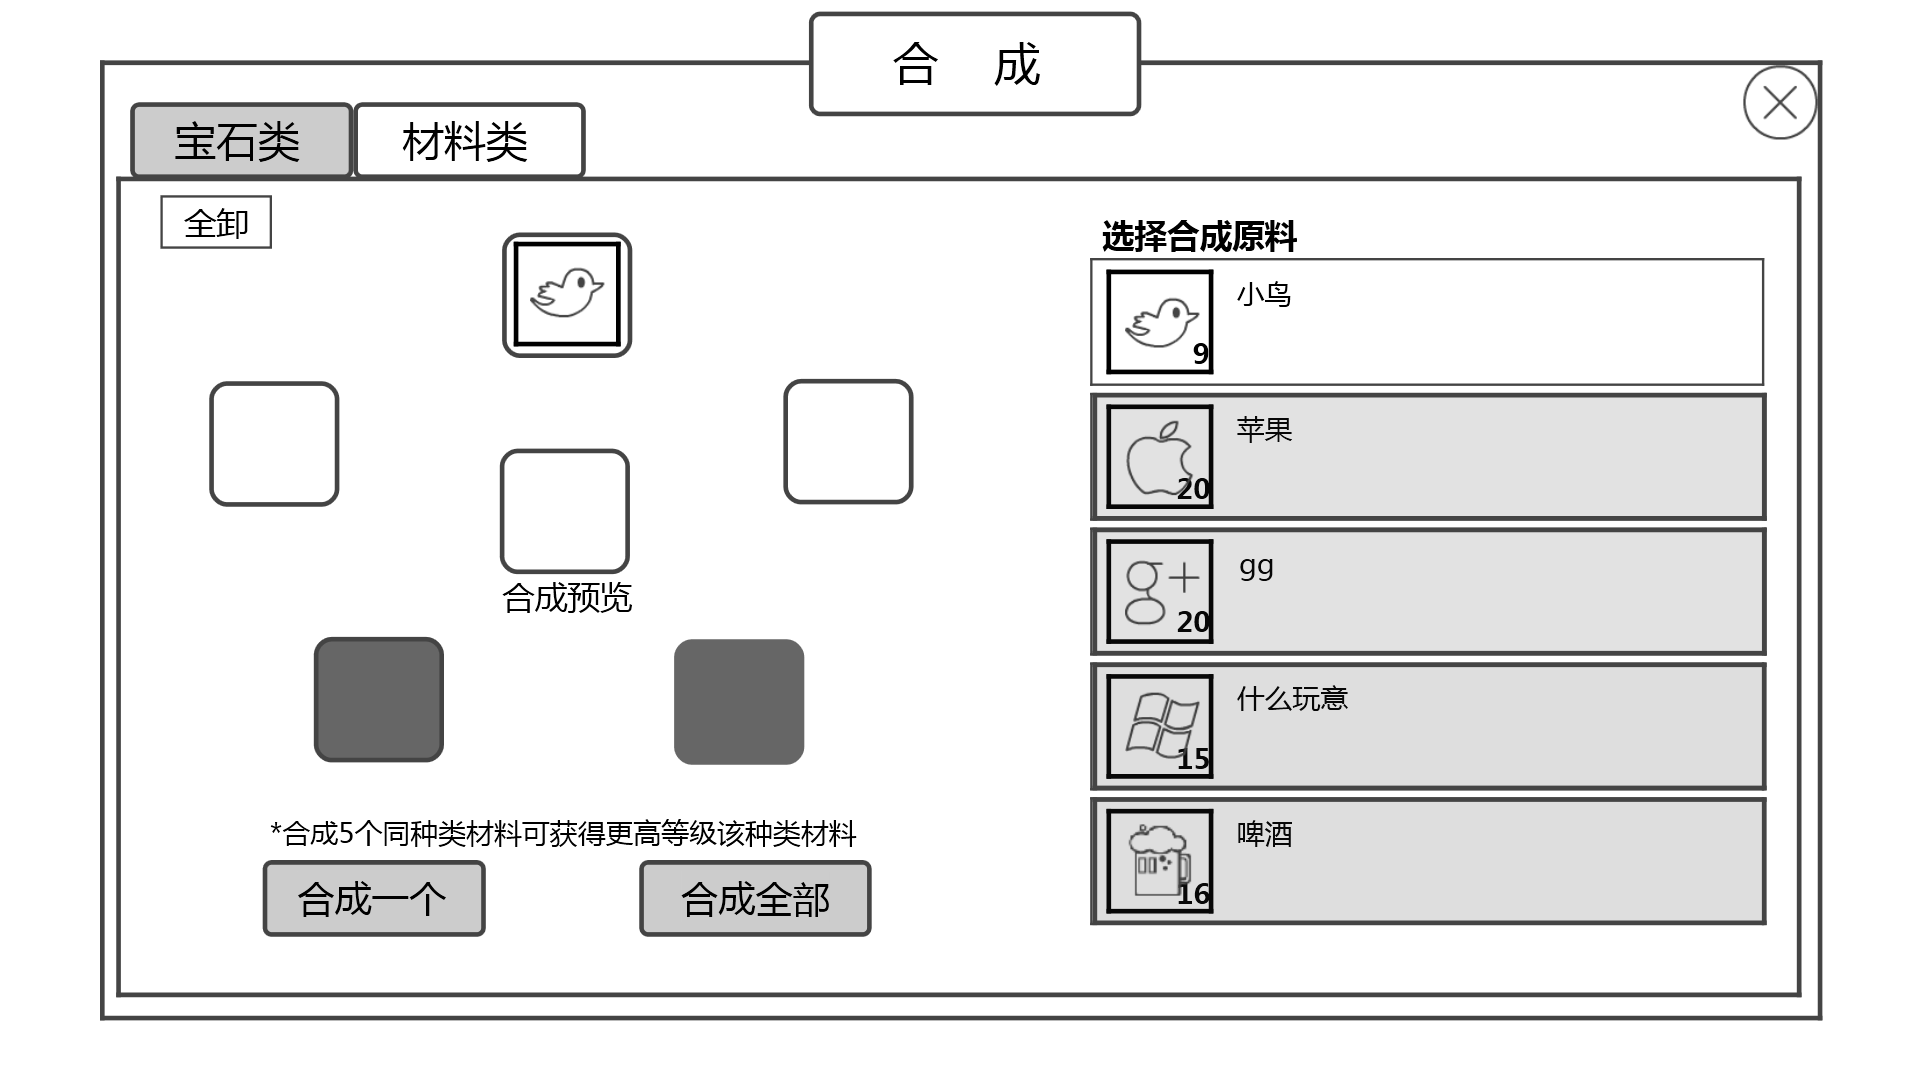 合 成
宝石类
材料类
全卸
合成预览
*合成5个同种类材料可获得更高等级该种类材料
合成一个
合成全部
选择合成原料
小鸟
9
苹果
20
gg
g+
20
什么玩意
15
啤酒
16